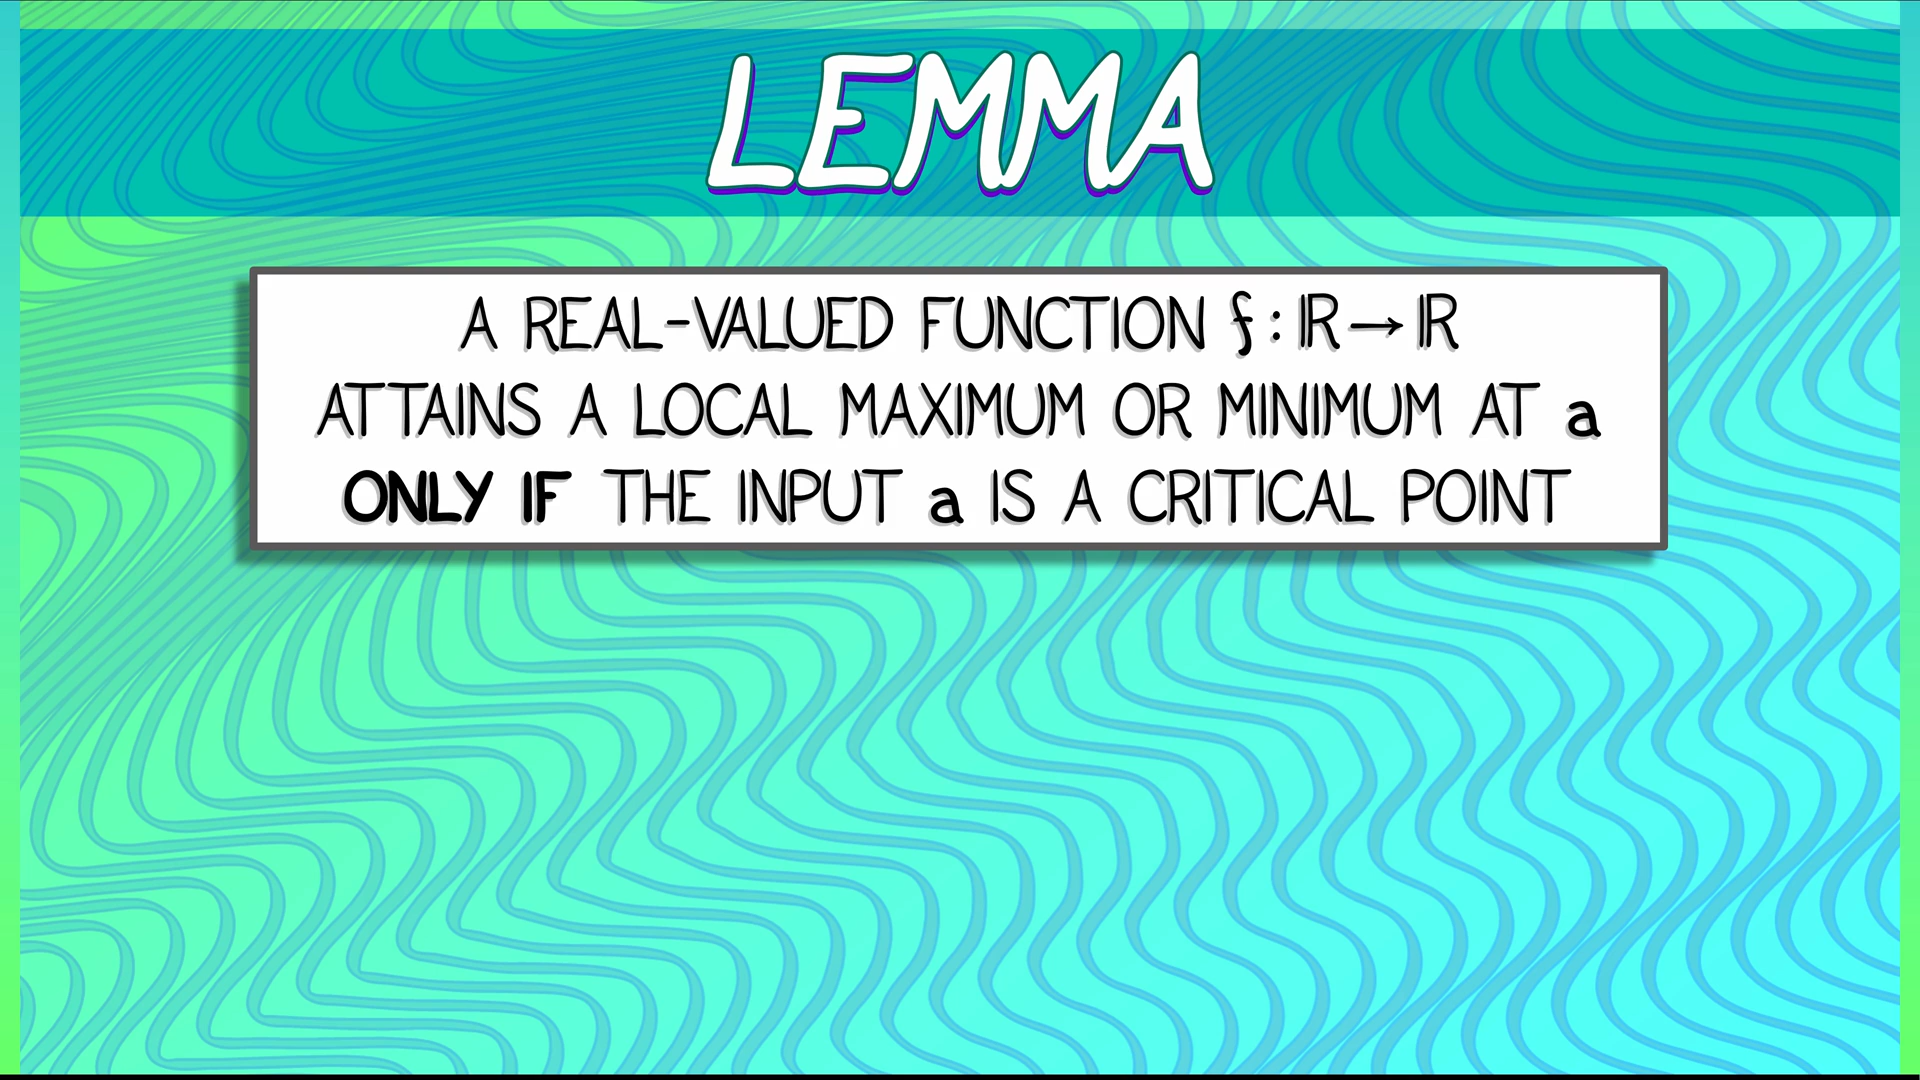 LEMMA
A REAL-VALUED FUNCTION f : ℝ → ℝ
ATTAINS A LOCAL MAXIMUM OR MINIMUM AT a
ONLY IF THE INPUT a IS A CRITICAL POINT